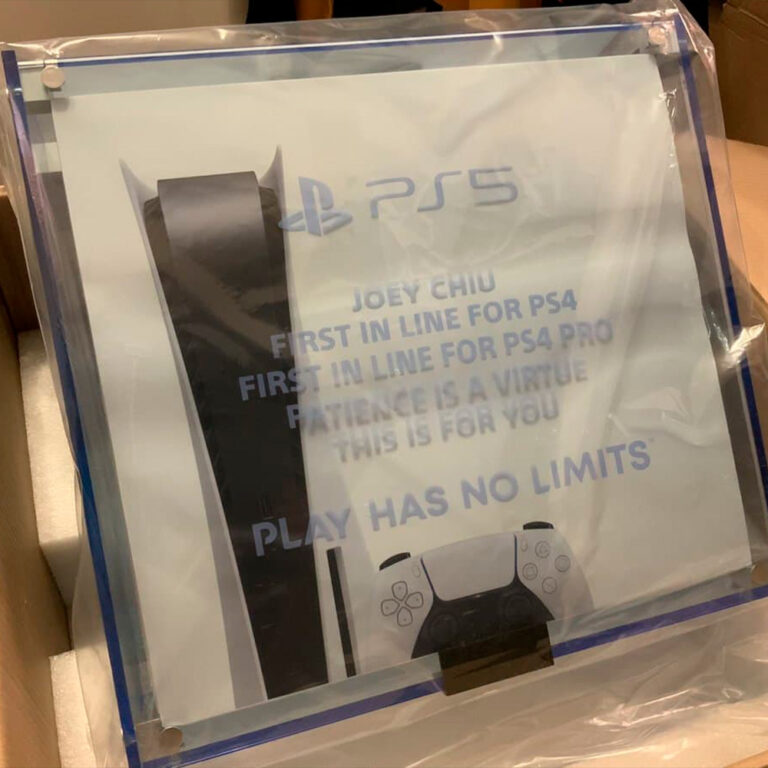 PS5
JOEY CHIU
FIRST IN LINE FOR PS4
FIRST IN LINE FOR PS4 PRO
PATIENCE IS A VIRTUE
THIS IS FOR YOU
PLAY HAS NO LIMITS™